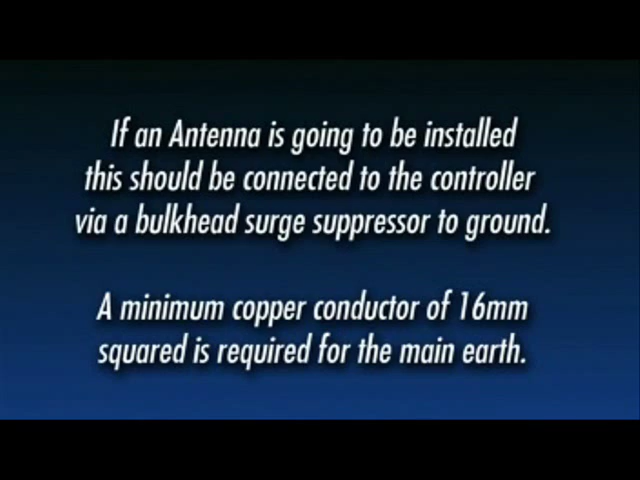 If an Antenna is going to be installed
this should be connected to the controller
via a bulkhead surge suppressor to ground.
A minimum copper conductor of 16mm
squared is required for the main earth.